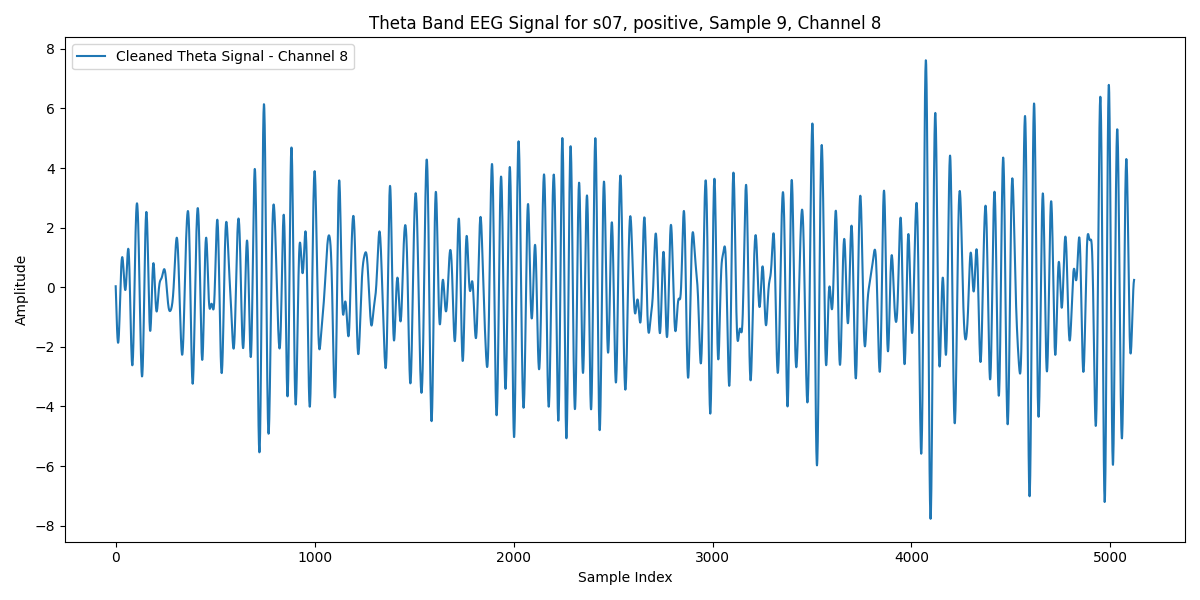 Theta Band EEG Signal for s07, positive, Sample 9, Channel 8
Cleaned Theta Signal - Channel 8
Amplitude
8
6
4
2
0
−2
−4
−6
−8
0 1000 2000 3000 4000 5000
Sample Index